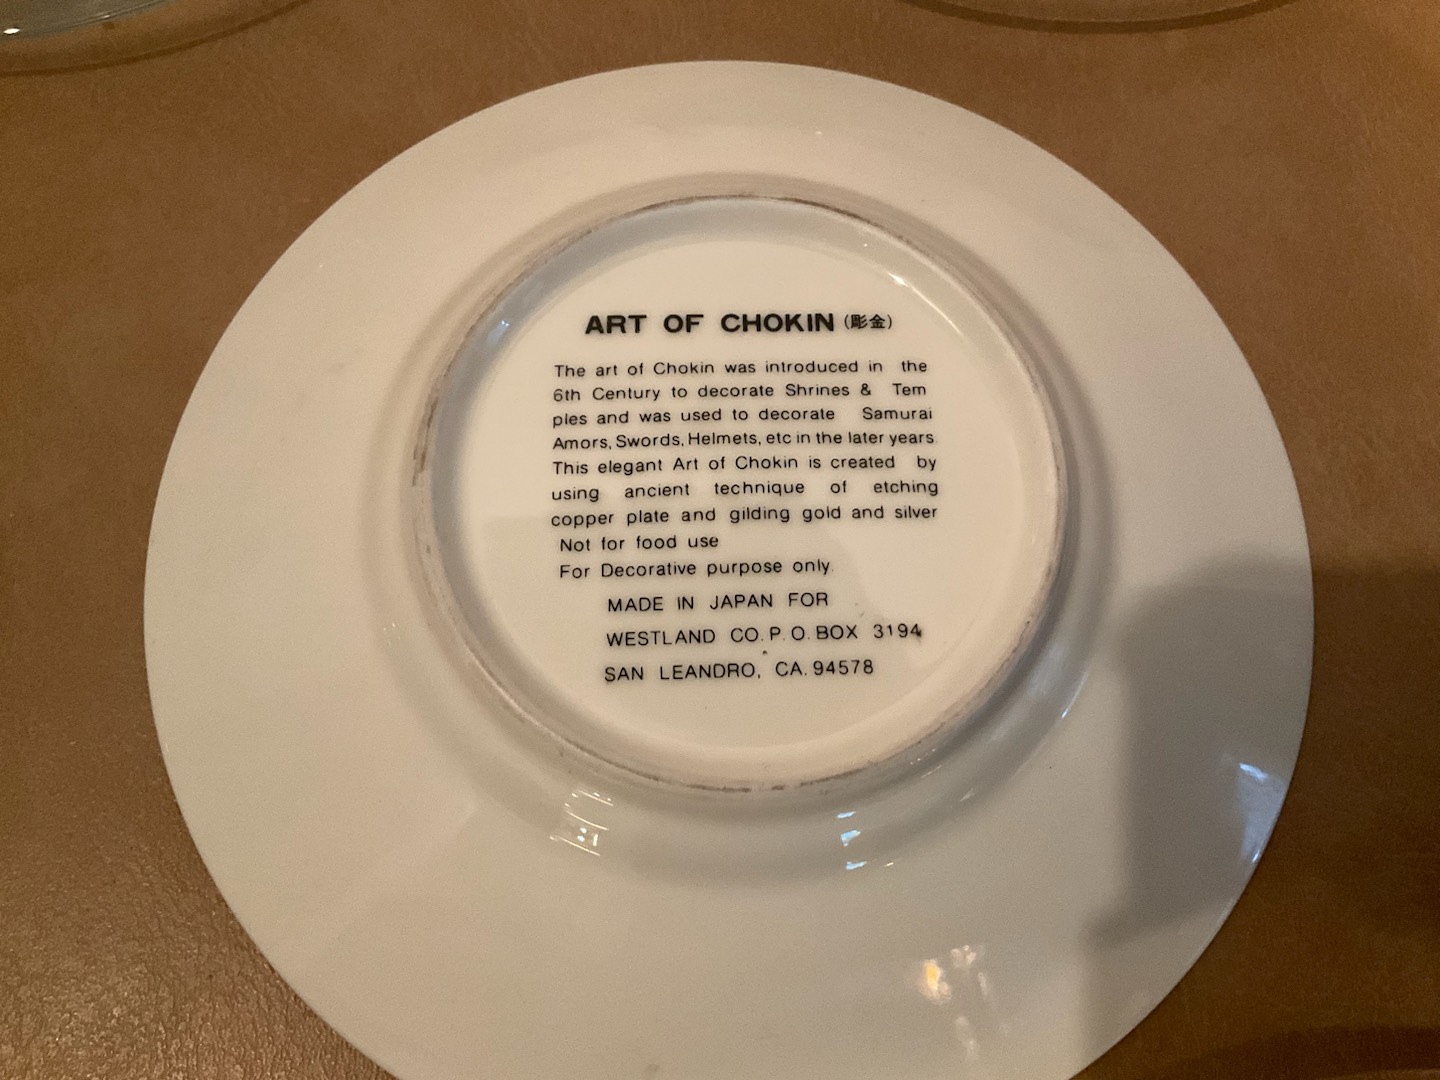 ART OF CHOKIN (彫金)
The art of Chokin was introduced in the
6th Century to decorate Shrines & Tem
ples and was used to decorate Samurai
Amors, Swords, Helmets, etc in the later years.
This elegant Art of Chokin is created by
using ancient technique of etching
copper plate and gilding gold and silver
Not for food use
For Decorative purpose only.
MADE IN JAPAN FOR
WESTLAND CO. P. O. BOX 3194
SAN LEANDRO, CA. 94578